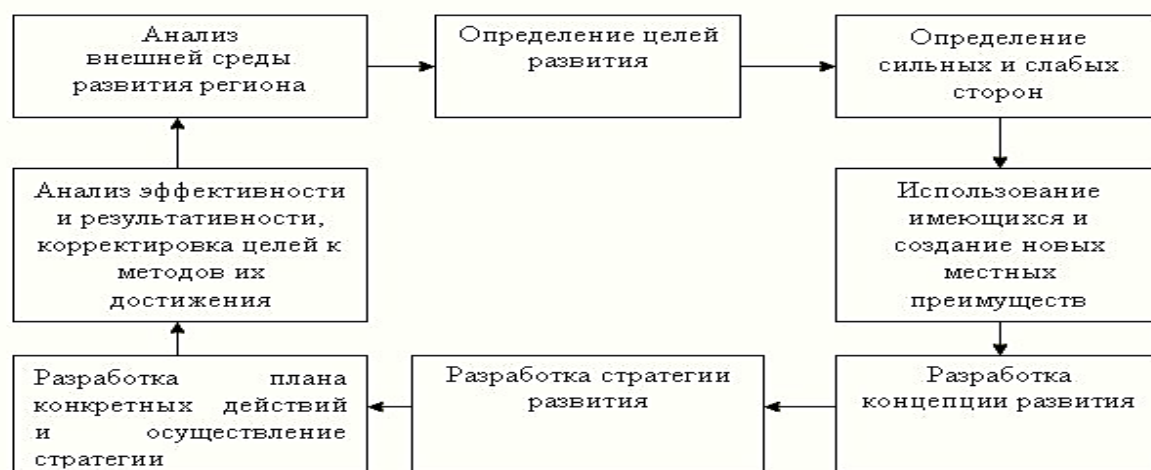 Анализ
внешней среды
развития региона
Определение целей
развития
Определение
сильных и слабых
сторон
Использование
имеющихся и
создание новых
местных
преимуществ
Разработка
концепции развития
Разработка стратегии
развития
Разработка плана
конкретных действий
и осуществление
стратегии
Анализ эффективности
и результативности,
корректировка целей к
методов их
достижения